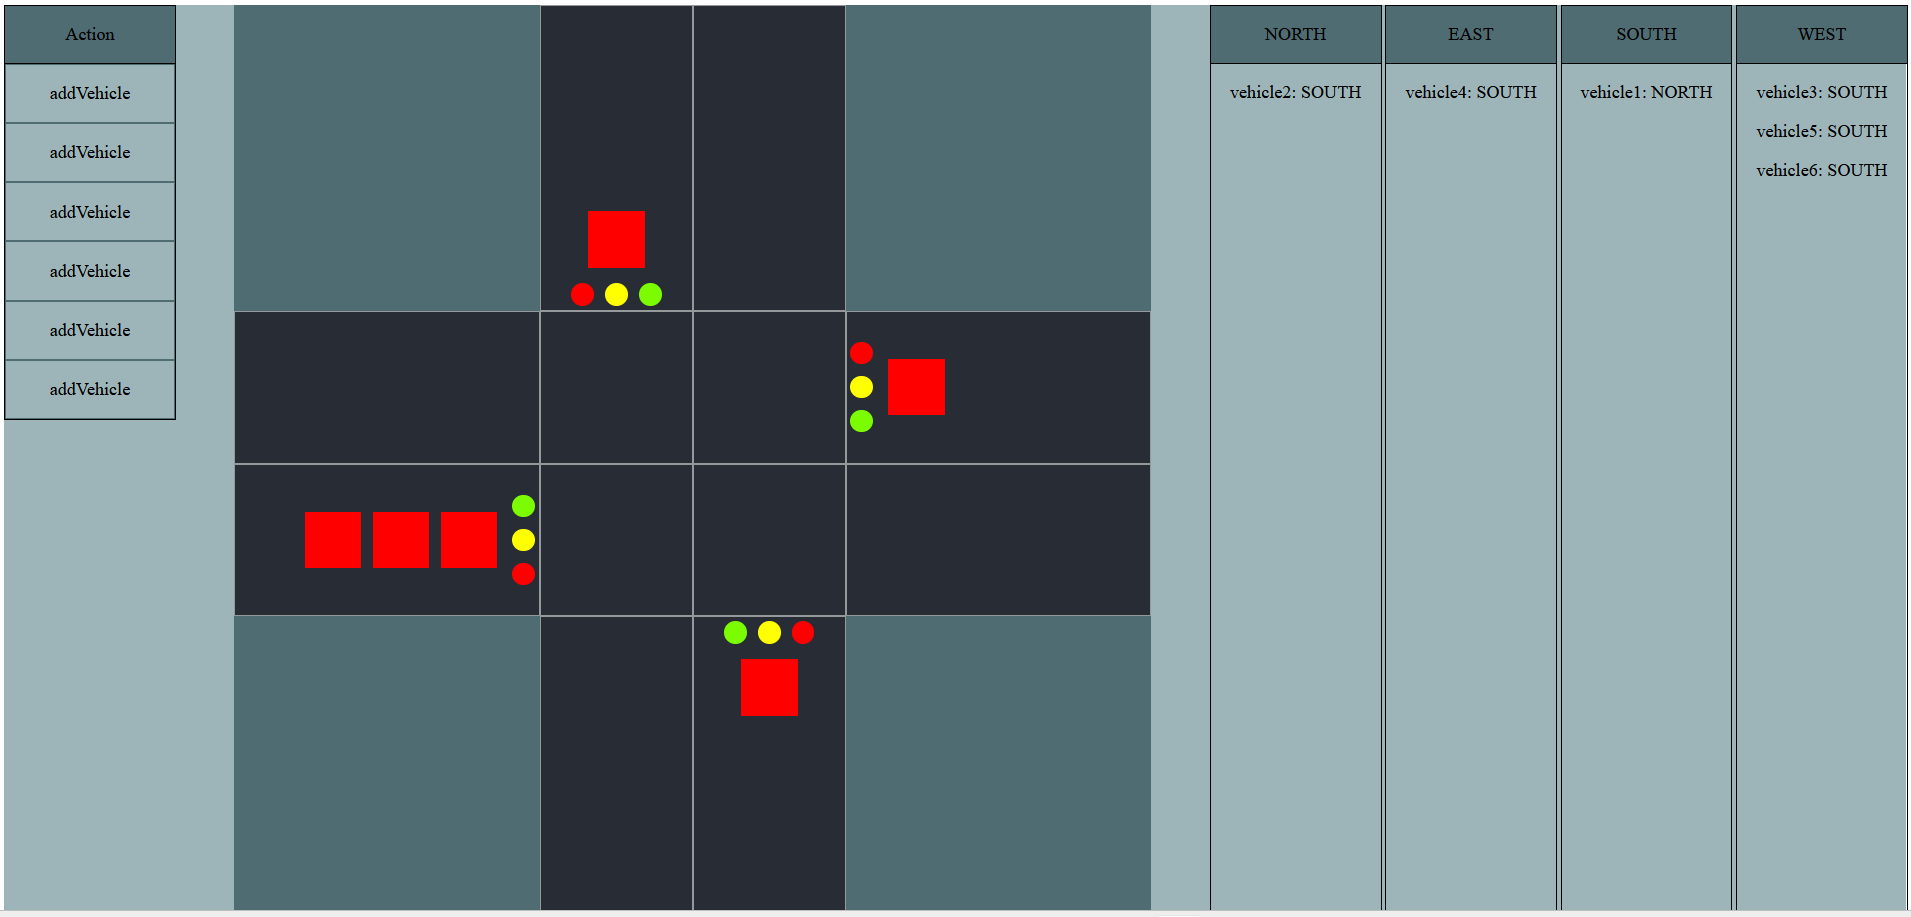 Action
addVehicle
addVehicle
addVehicle
addVehicle
addVehicle
addVehicle
NORTH
vehicle2: SOUTH
EAST
vehicle4: SOUTH
SOUTH
vehicle1: NORTH
WEST
vehicle3: SOUTH
vehicle5: SOUTH
vehicle6: SOUTH